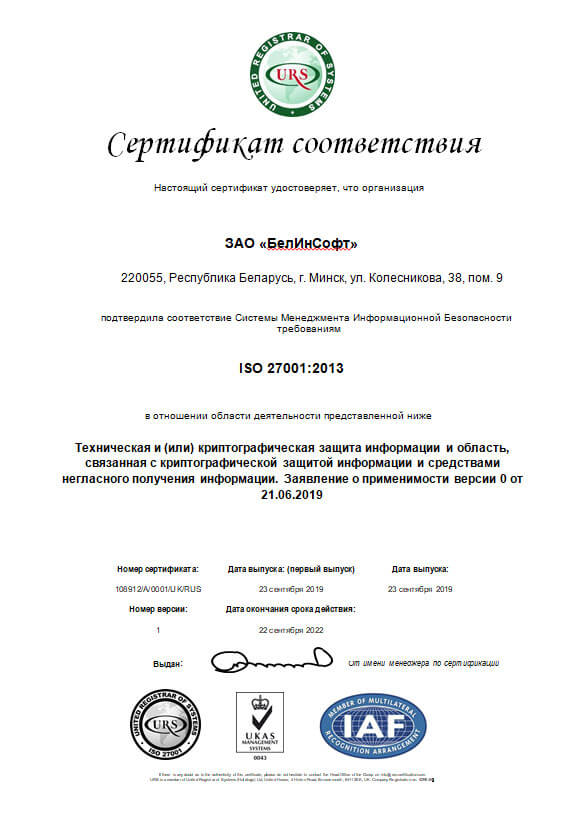 UNITED REGISTRAR OF SYSTEMS
URS
Сертификат соответствия
Настоящий сертификат удостоверяет, что организация
ЗАО «БелИнСофт»
220055, Республика Беларусь, г. Минск, ул. Колесникова, 38, пом. 9
подтвердила соответствие Системы Менеджмента Информационной Безопасности
требованиям
ISO 27001:2013
в отношении области деятельности представленной ниже
Техническая и (или) криптографическая защита информации и область,
связанная с криптографической защитой информации и средствами
негласного получения информации. Заявление о применимости версии 0 от
21.06.2019
Номер сертификата: Дата выпуска: (первый выпуск) Дата выпуска:
108912/A/0001/UK/RUS 23 сентября 2019 23 сентября 2019
Номер версии: Дата окончания срока действия:
1 22 сентября 2022
Выдан: От имени менеджера по сертификации
UNITED REGISTRAR OF SYSTEMS
URS
ISO 27001
UKAS
MANAGEMENT
SYSTEMS
0043
MEMBER OF MULTILATERAL
IAF
RECOGNITION ARRANGEMENT